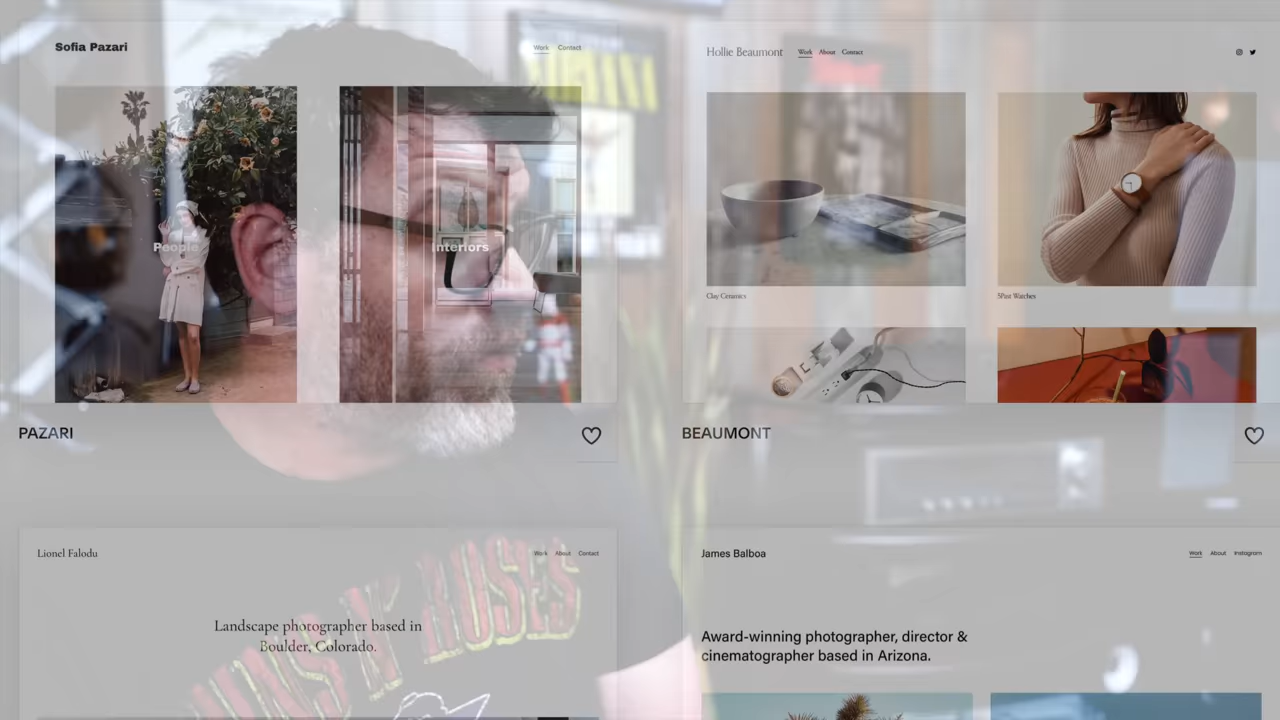 Sofia Pazari
Work Contact
People
Interiors
PAZARI
Hollie Beaumont
Work About Contact
Clay Ceramics
5Past Watches
BEAUMONT
Lionel Falodu
Work About Contact
Landscape photographer based in
Boulder, Colorado.
James Balboa
Work About Instagram
Award-winning photographer, director &
cinematographer based in Arizona.
GUNS N' ROSES